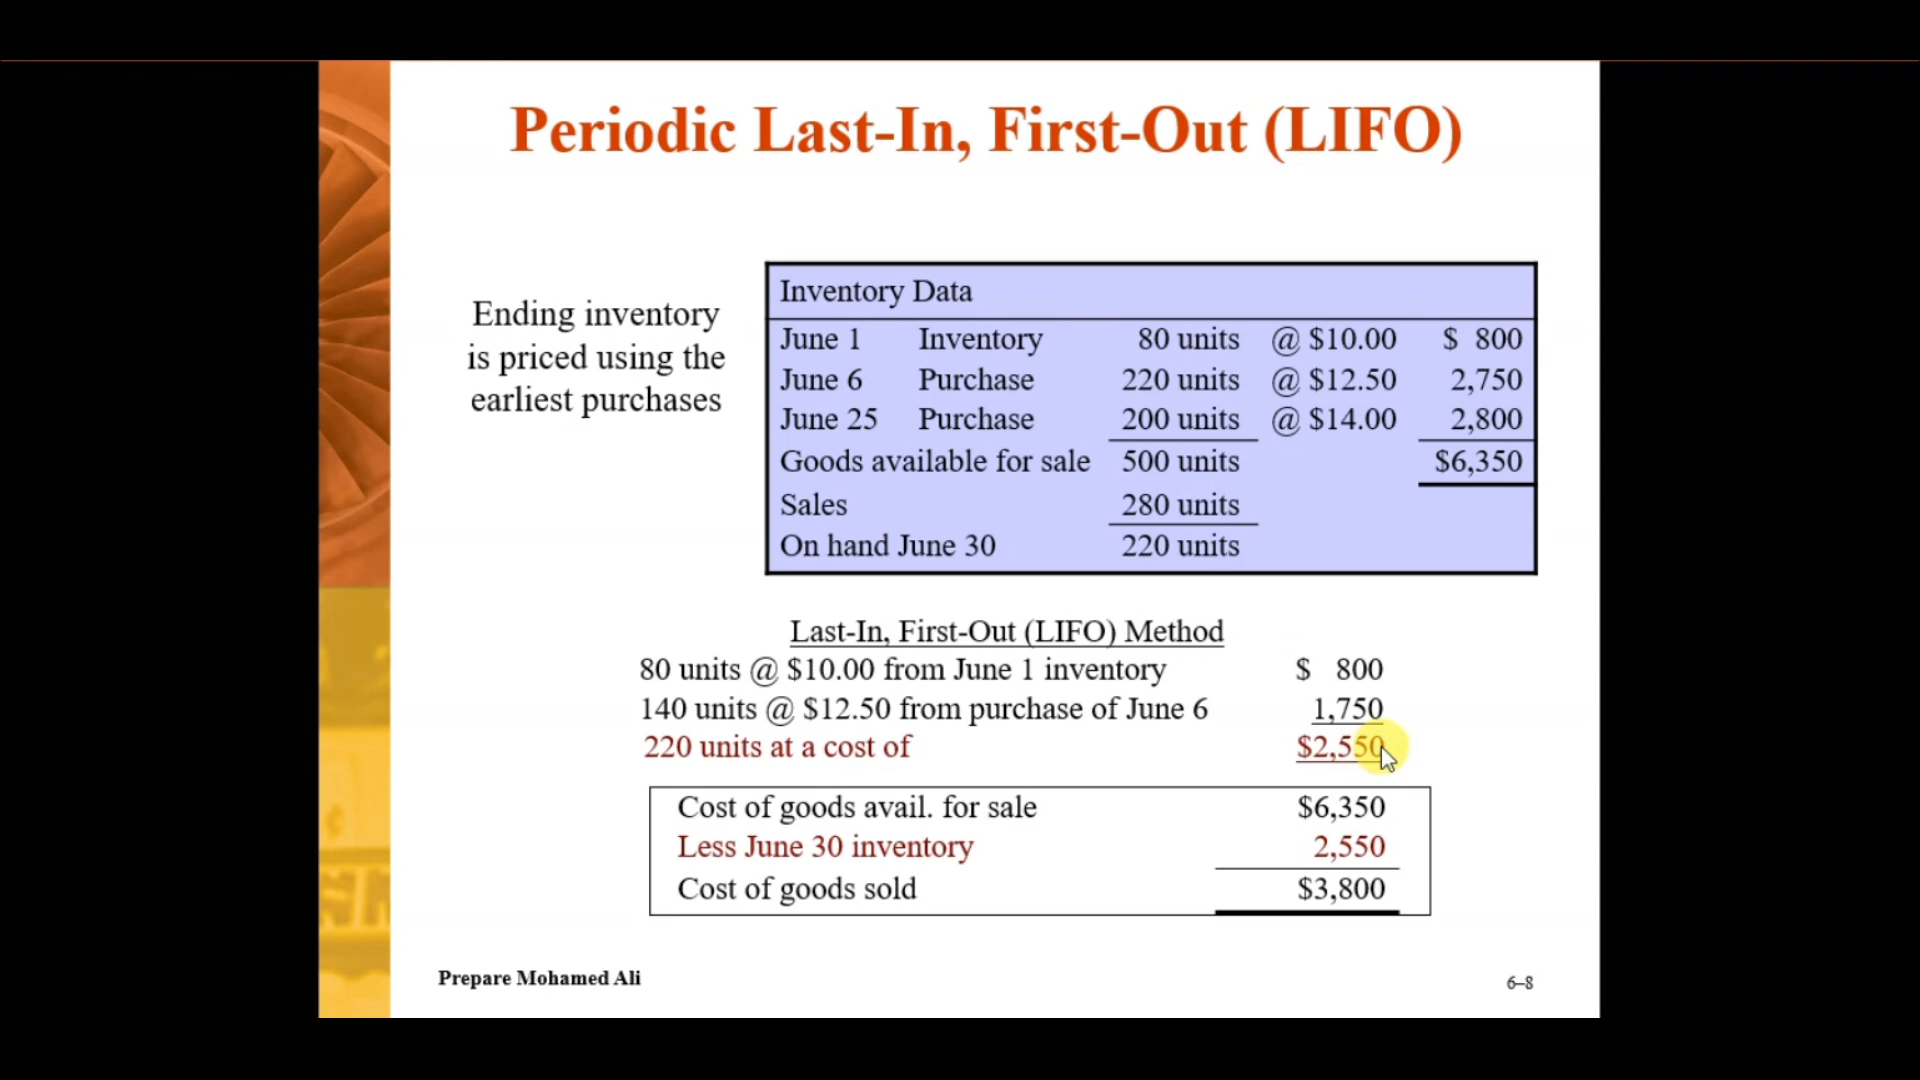 Periodic Last-In, First-Out (LIFO)
Ending inventory
is priced using the
earliest purchases
Inventory Data
June 1 Inventory 80 units @ $10.00 $ 800
June 6 Purchase 220 units @ $12.50 2,750
June 25 Purchase 200 units @ $14.00 2,800
Goods available for sale 500 units $6,350
Sales 280 units
On hand June 30 220 units
Last-In, First-Out (LIFO) Method
80 units @ $10.00 from June 1 inventory $ 800
140 units @ $12.50 from purchase of June 6 1,750
220 units at a cost of $2,550
Cost of goods avail. for sale $6,350
Less June 30 inventory 2,550
Cost of goods sold $3,800
Prepare Mohamed Ali
6–8